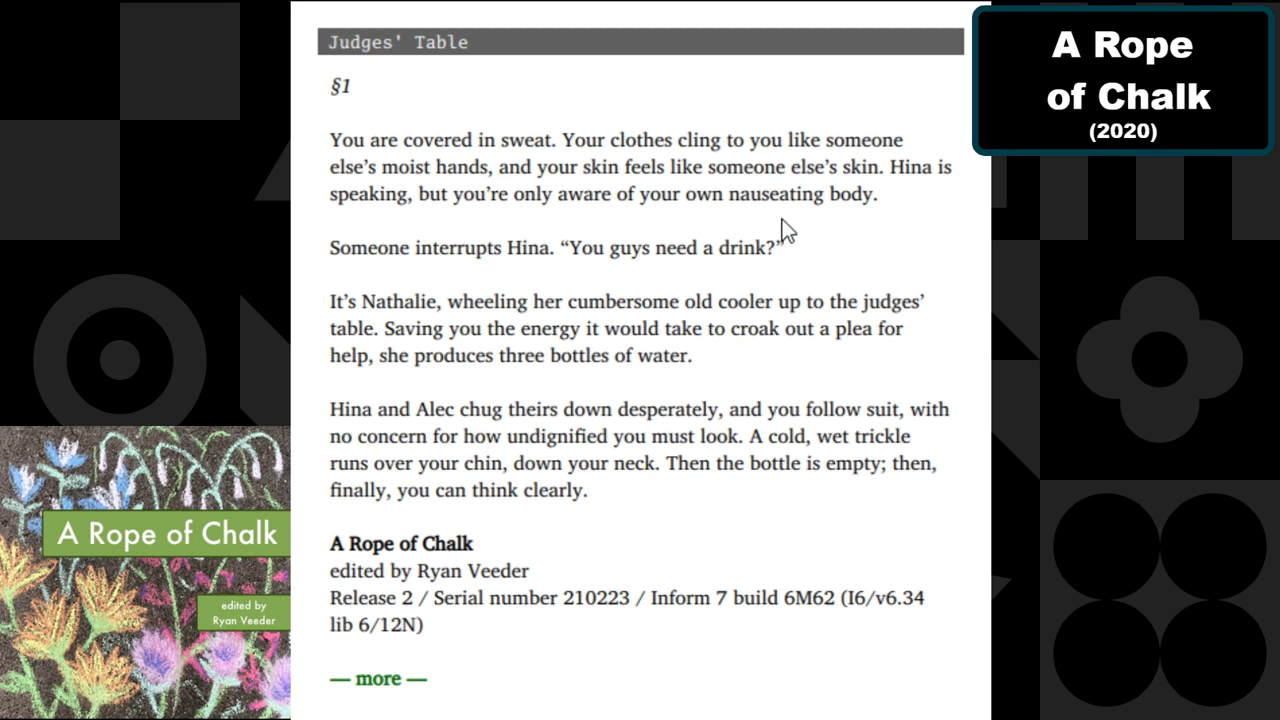 Judges' Table
§1
You are covered in sweat. Your clothes cling to you like someone
else’s moist hands, and your skin feels like someone else’s skin. Hina is
speaking, but you’re only aware of your own nauseating body.
Someone interrupts Hina. “You guys need a drink?”
It’s Nathalie, wheeling her cumbersome old cooler up to the judges’
table. Saving you the energy it would take to croak out a plea for
help, she produces three bottles of water.
Hina and Alec chug theirs down desperately, and you follow suit, with
no concern for how undignified you must look. A cold, wet trickle
runs over your chin, down your neck. Then the bottle is empty; then,
finally, you can think clearly.
A Rope of Chalk
edited by Ryan Veeder
Release 2 / Serial number 210223 / Inform 7 build 6M62 (I6/v6.34
lib 6/12N)
— more —
A Rope
of Chalk
(2020)
A Rope of Chalk
edited by
Ryan Veeder